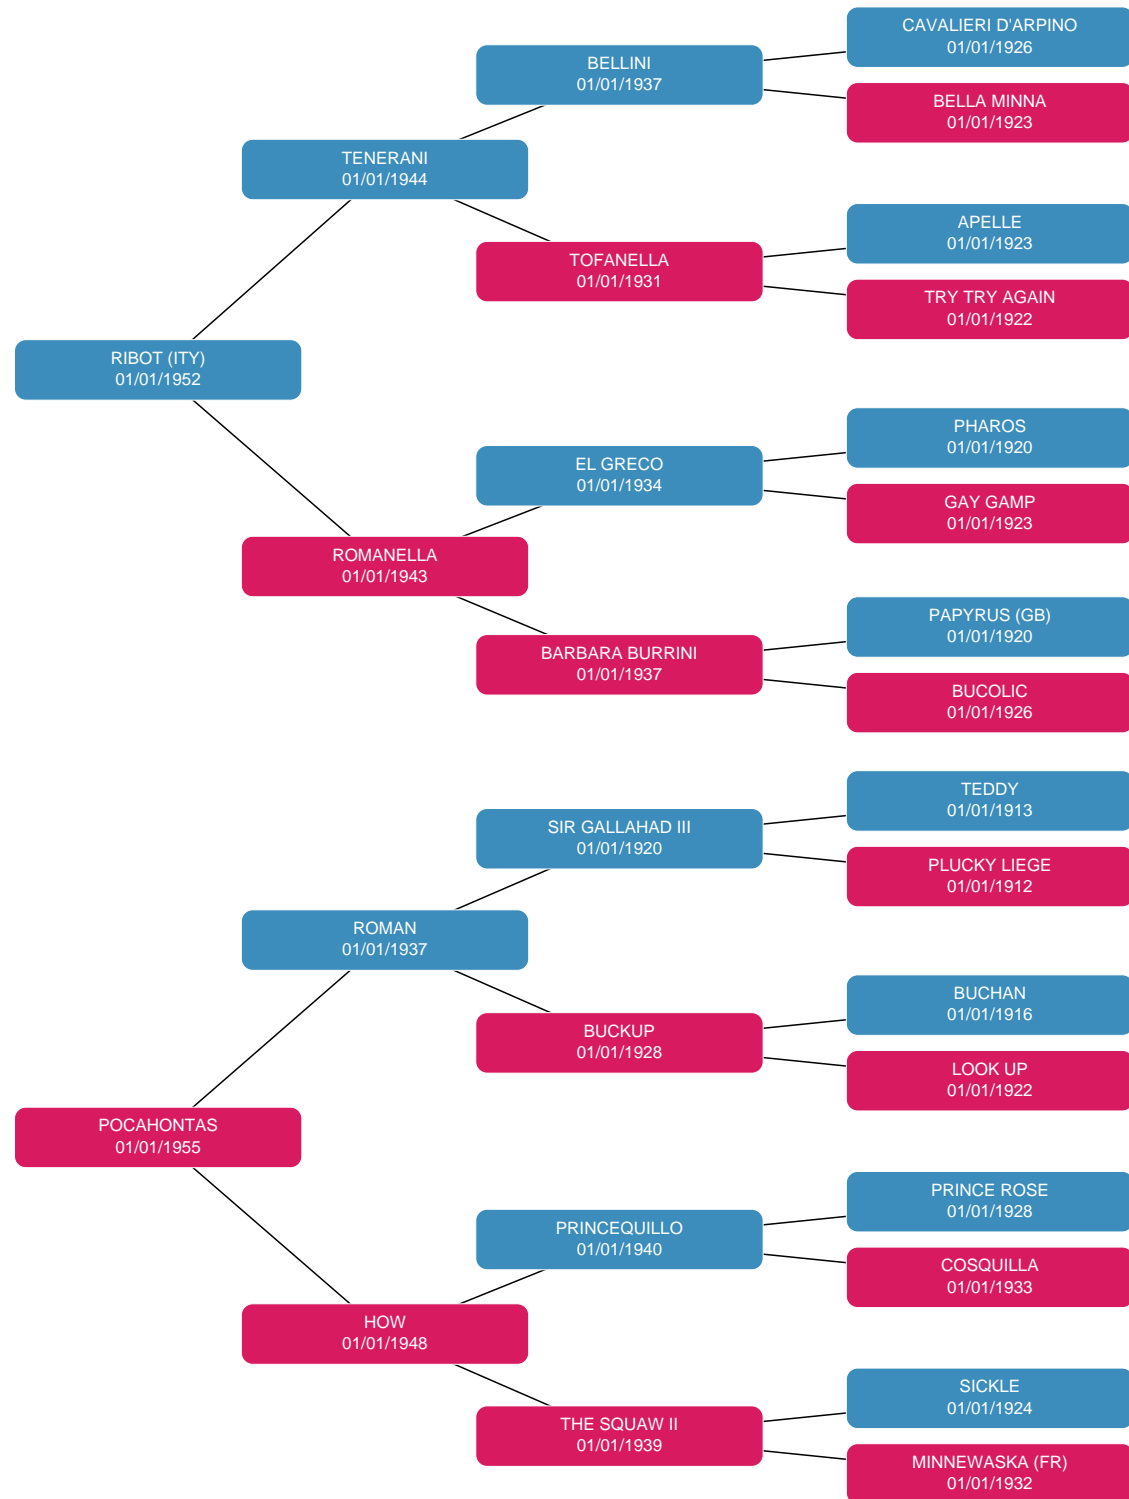 CAVALIERI D'ARPINO
01/01/1926
BELLINI
01/01/1937
BELLA MINNA
01/01/1923
TENERANI
01/01/1944
APELLE
01/01/1923
TOFANELLA
01/01/1931
TRY TRY AGAIN
01/01/1922
RIBOT (ITY)
01/01/1952
PHAROS
01/01/1920
EL GRECO
01/01/1934
GAY GAMP
01/01/1923
ROMANELLA
01/01/1943
PAPYRUS (GB)
01/01/1920
BARBARA BURRINI
01/01/1937
BUCOLIC
01/01/1926
TEDDY
01/01/1913
SIR GALLAHAD III
01/01/1920
PLUCKY LIEGE
01/01/1912
ROMAN
01/01/1937
BUCHAN
01/01/1916
BUCKUP
01/01/1928
LOOK UP
01/01/1922
POCAHONTAS
01/01/1955
PRINCE ROSE
01/01/1928
PRINCEQUILLO
01/01/1940
COSQUILLA
01/01/1933
HOW
01/01/1948
SICKLE
01/01/1924
THE SQUAW II
01/01/1939
MINNEWASKA (FR)
01/01/1932